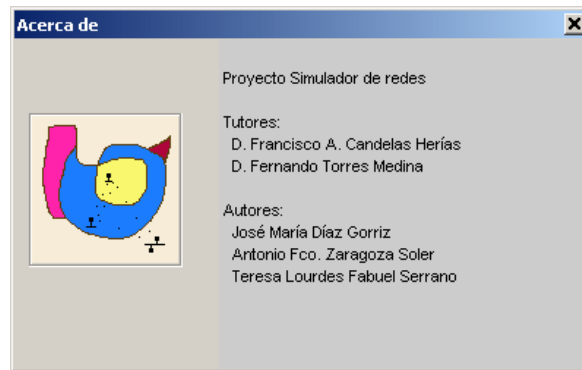 Acerca de
Proyecto Simulador de redes
Tutores:
D. Francisco A. Candelas Herías
D. Fernando Torres Medina
Autores:
José María Díaz Gorriz
Antonio Fco. Zaragoza Soler
Teresa Lourdes Fabuel Serrano